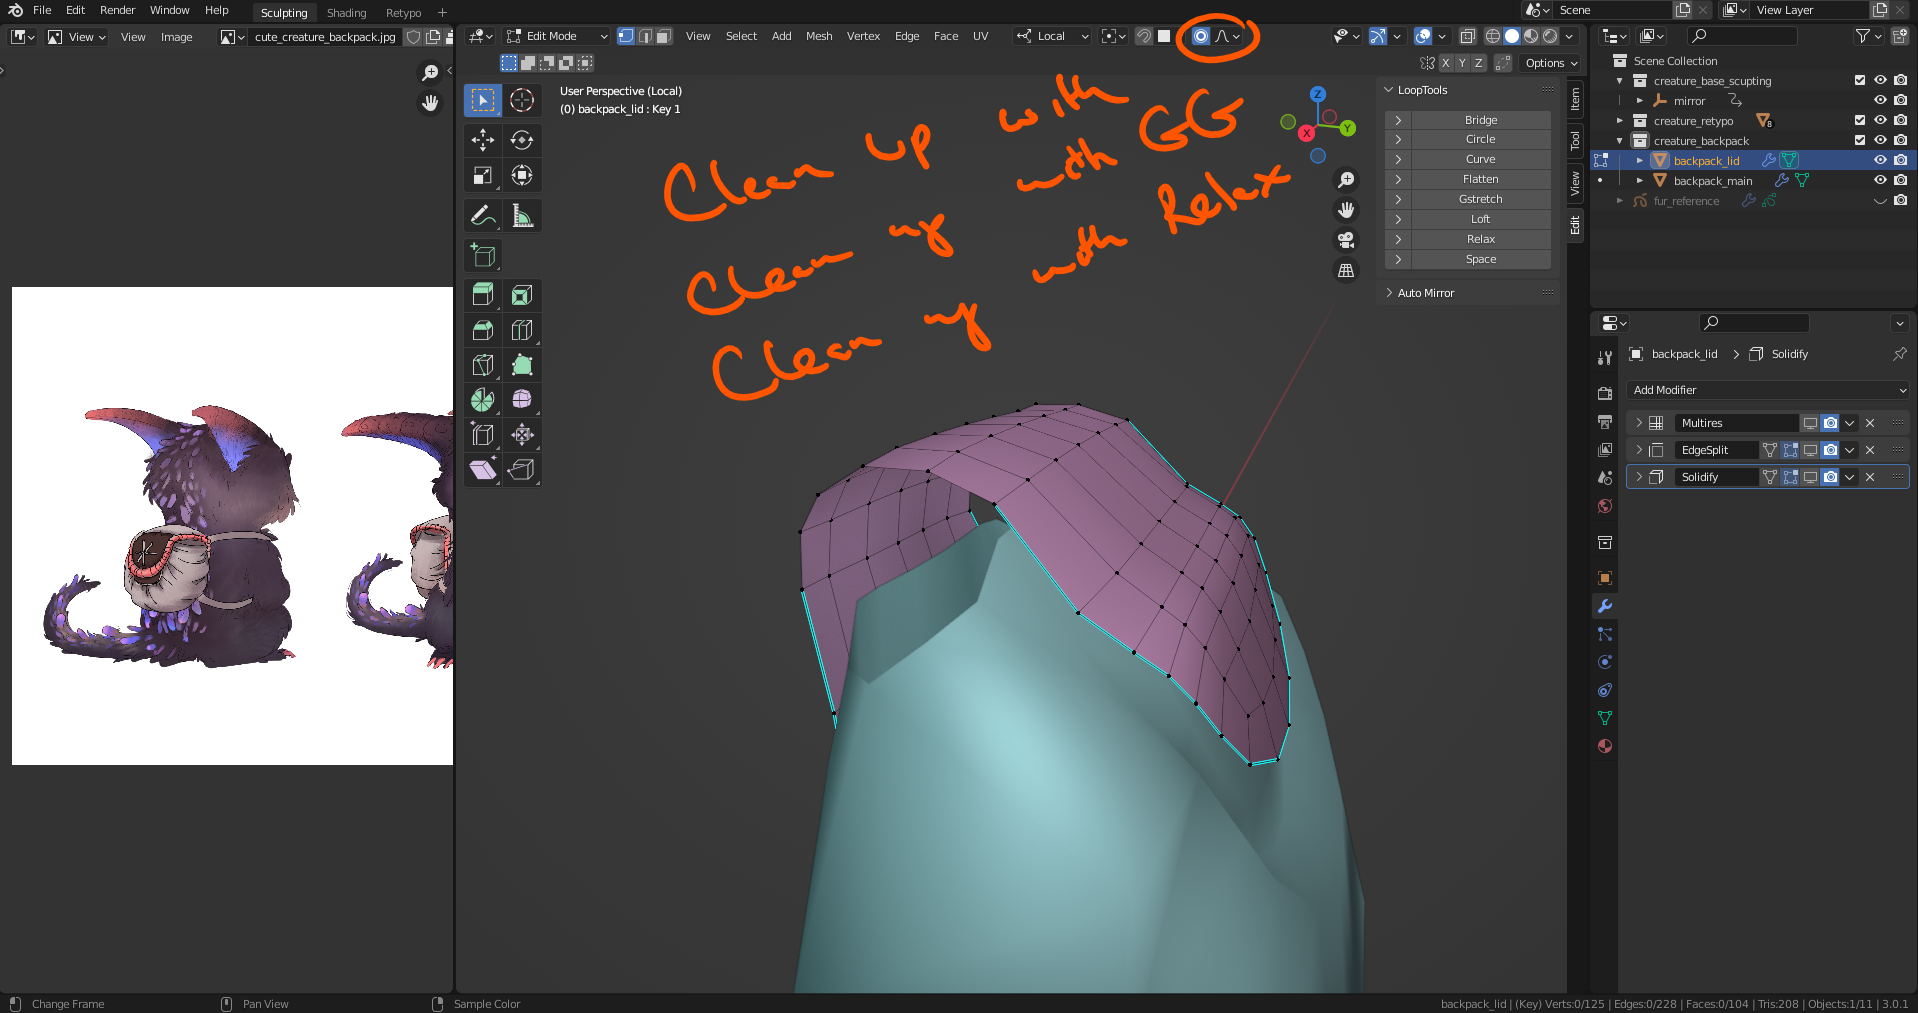 File Edit Render Window Help Sculpting Shading Retypo + Scene View Layer
View View Image cute_creature_backpack.jpg Edit Mode View Select Add Mesh Vertex Edge Face UV Local
X Y Z Options
User Perspective (Local)
(0) backpack_lid : Key 1
Clean up with
with GG
Clean up
with Relax
Clean up
Z
Y
X
LoopTools
Bridge
Circle
Curve
Flatten
Gstretch
Loft
Relax
Space
Auto Mirror
Item
Tool
View
Edit
Scene Collection
creature_base_scupting
mirror
creature_retypo 8
creature_backpack
backpack_lid
backpack_main
fur_reference
backpack_lid Solidify
Add Modifier
Multires
EdgeSplit
Solidify
Change Frame Pan View Sample Color backpack_lid | (Key) Verts:0/125 | Edges:0/228 | Faces:0/104 | Tris:208 | Objects:1/11 | 3.0.1